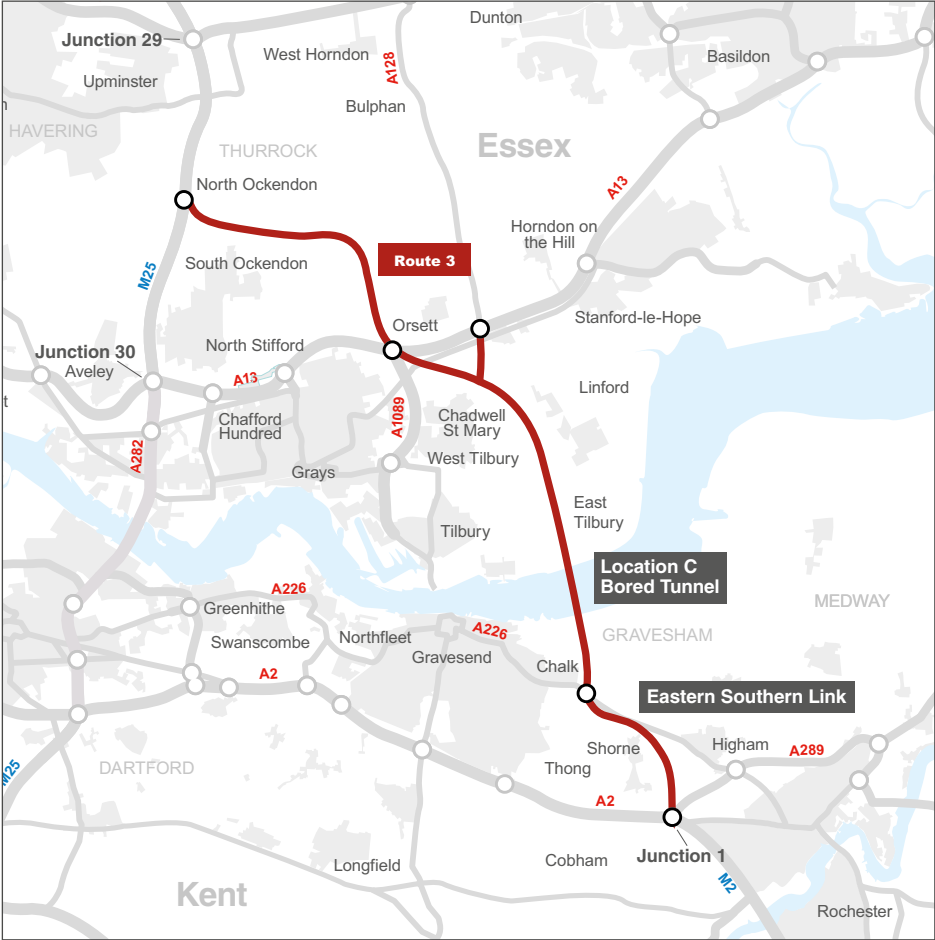 Dunton
Junction 29
West Horndon
A128
Basildon
Upminster
Bulphan
HAVERING
THURROCK
Essex
North Ockendon
A13
Horndon on
the Hill
Route 3
South Ockendon
M25
Orsett
Stanford-le-Hope
North Stifford
Junction 30
Aveley
A13
Linford
t
A1089
Chadwell
St Mary
Chafford
Hundred
A282
West Tilbury
Grays
East
Tilbury
Tilbury
Location C
Bored Tunnel
A226
MEDWAY
Greenhithe
A226
GRAVESHAM
Swanscombe
Northfleet
Gravesend
Chalk
A2
Eastern Southern Link
Shorne
Higham
A289
M25
DARTFORD
Thong
A2
Junction 1
Cobham
Longfield
M2
Kent
Rochester